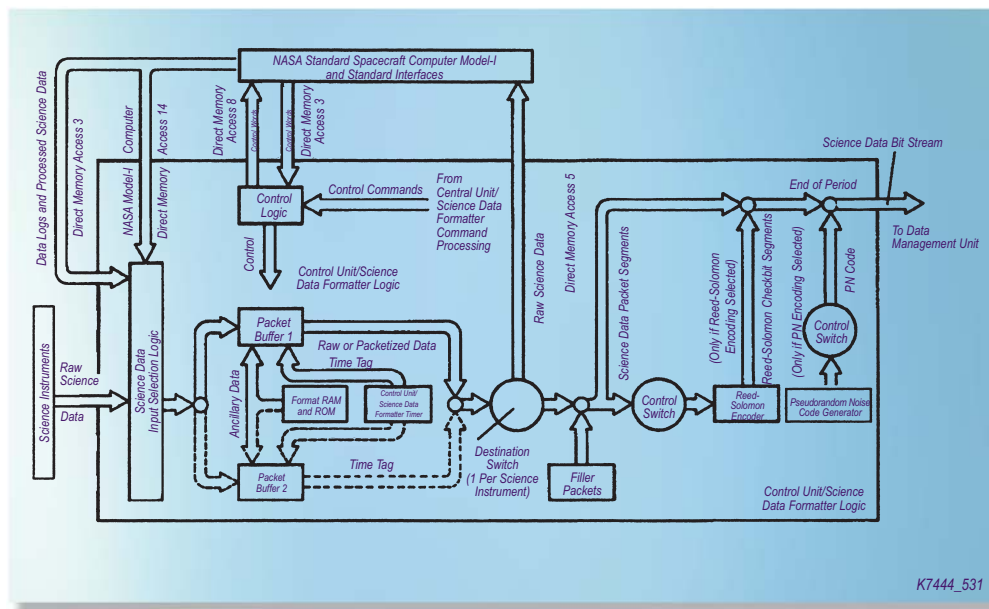 NASA Standard Spacecraft Computer Model-I
and Standard Interfaces
Data Logs and Processed Science Data
Direct Memory Access 3
NASA Model-I Computer
Direct Memory Access 14
Direct Memory
Access 8
Control Words
Control Words
Direct Memory
Access 3
Control
Logic
Control Commands
From
Central Unit/
Science Data
Formatter
Command
Processing
Control
Control Unit/Science
Data Formatter Logic
Raw Science Data
Direct Memory Access 5
Science Data Bit Stream
End of Period
To Data
Management Unit
Science Data Packet Segments
(Only if Reed-Solomon
Encoding Selected)
Reed-Solomon Checkbit Segments
(Only if PN Encoding Selected)
PN Code
Control
Switch
Science Instruments
Raw
Science
Data
Science Data
Input Selection Logic
Packet
Buffer 1
Raw or Packetized Data
Time Tag
Ancillary Data
Format RAM
and ROM
Control Unit/
Science Data
Formatter Timer
Packet
Buffer 2
Time Tag
Destination
Switch
(1 Per Science
Instrument)
Filler
Packets
Control
Switch
Reed-
Solomon
Encoder
Pseudorandom Noise
Code Generator
Control Unit/Science
Data Formatter Logic
K7444_531